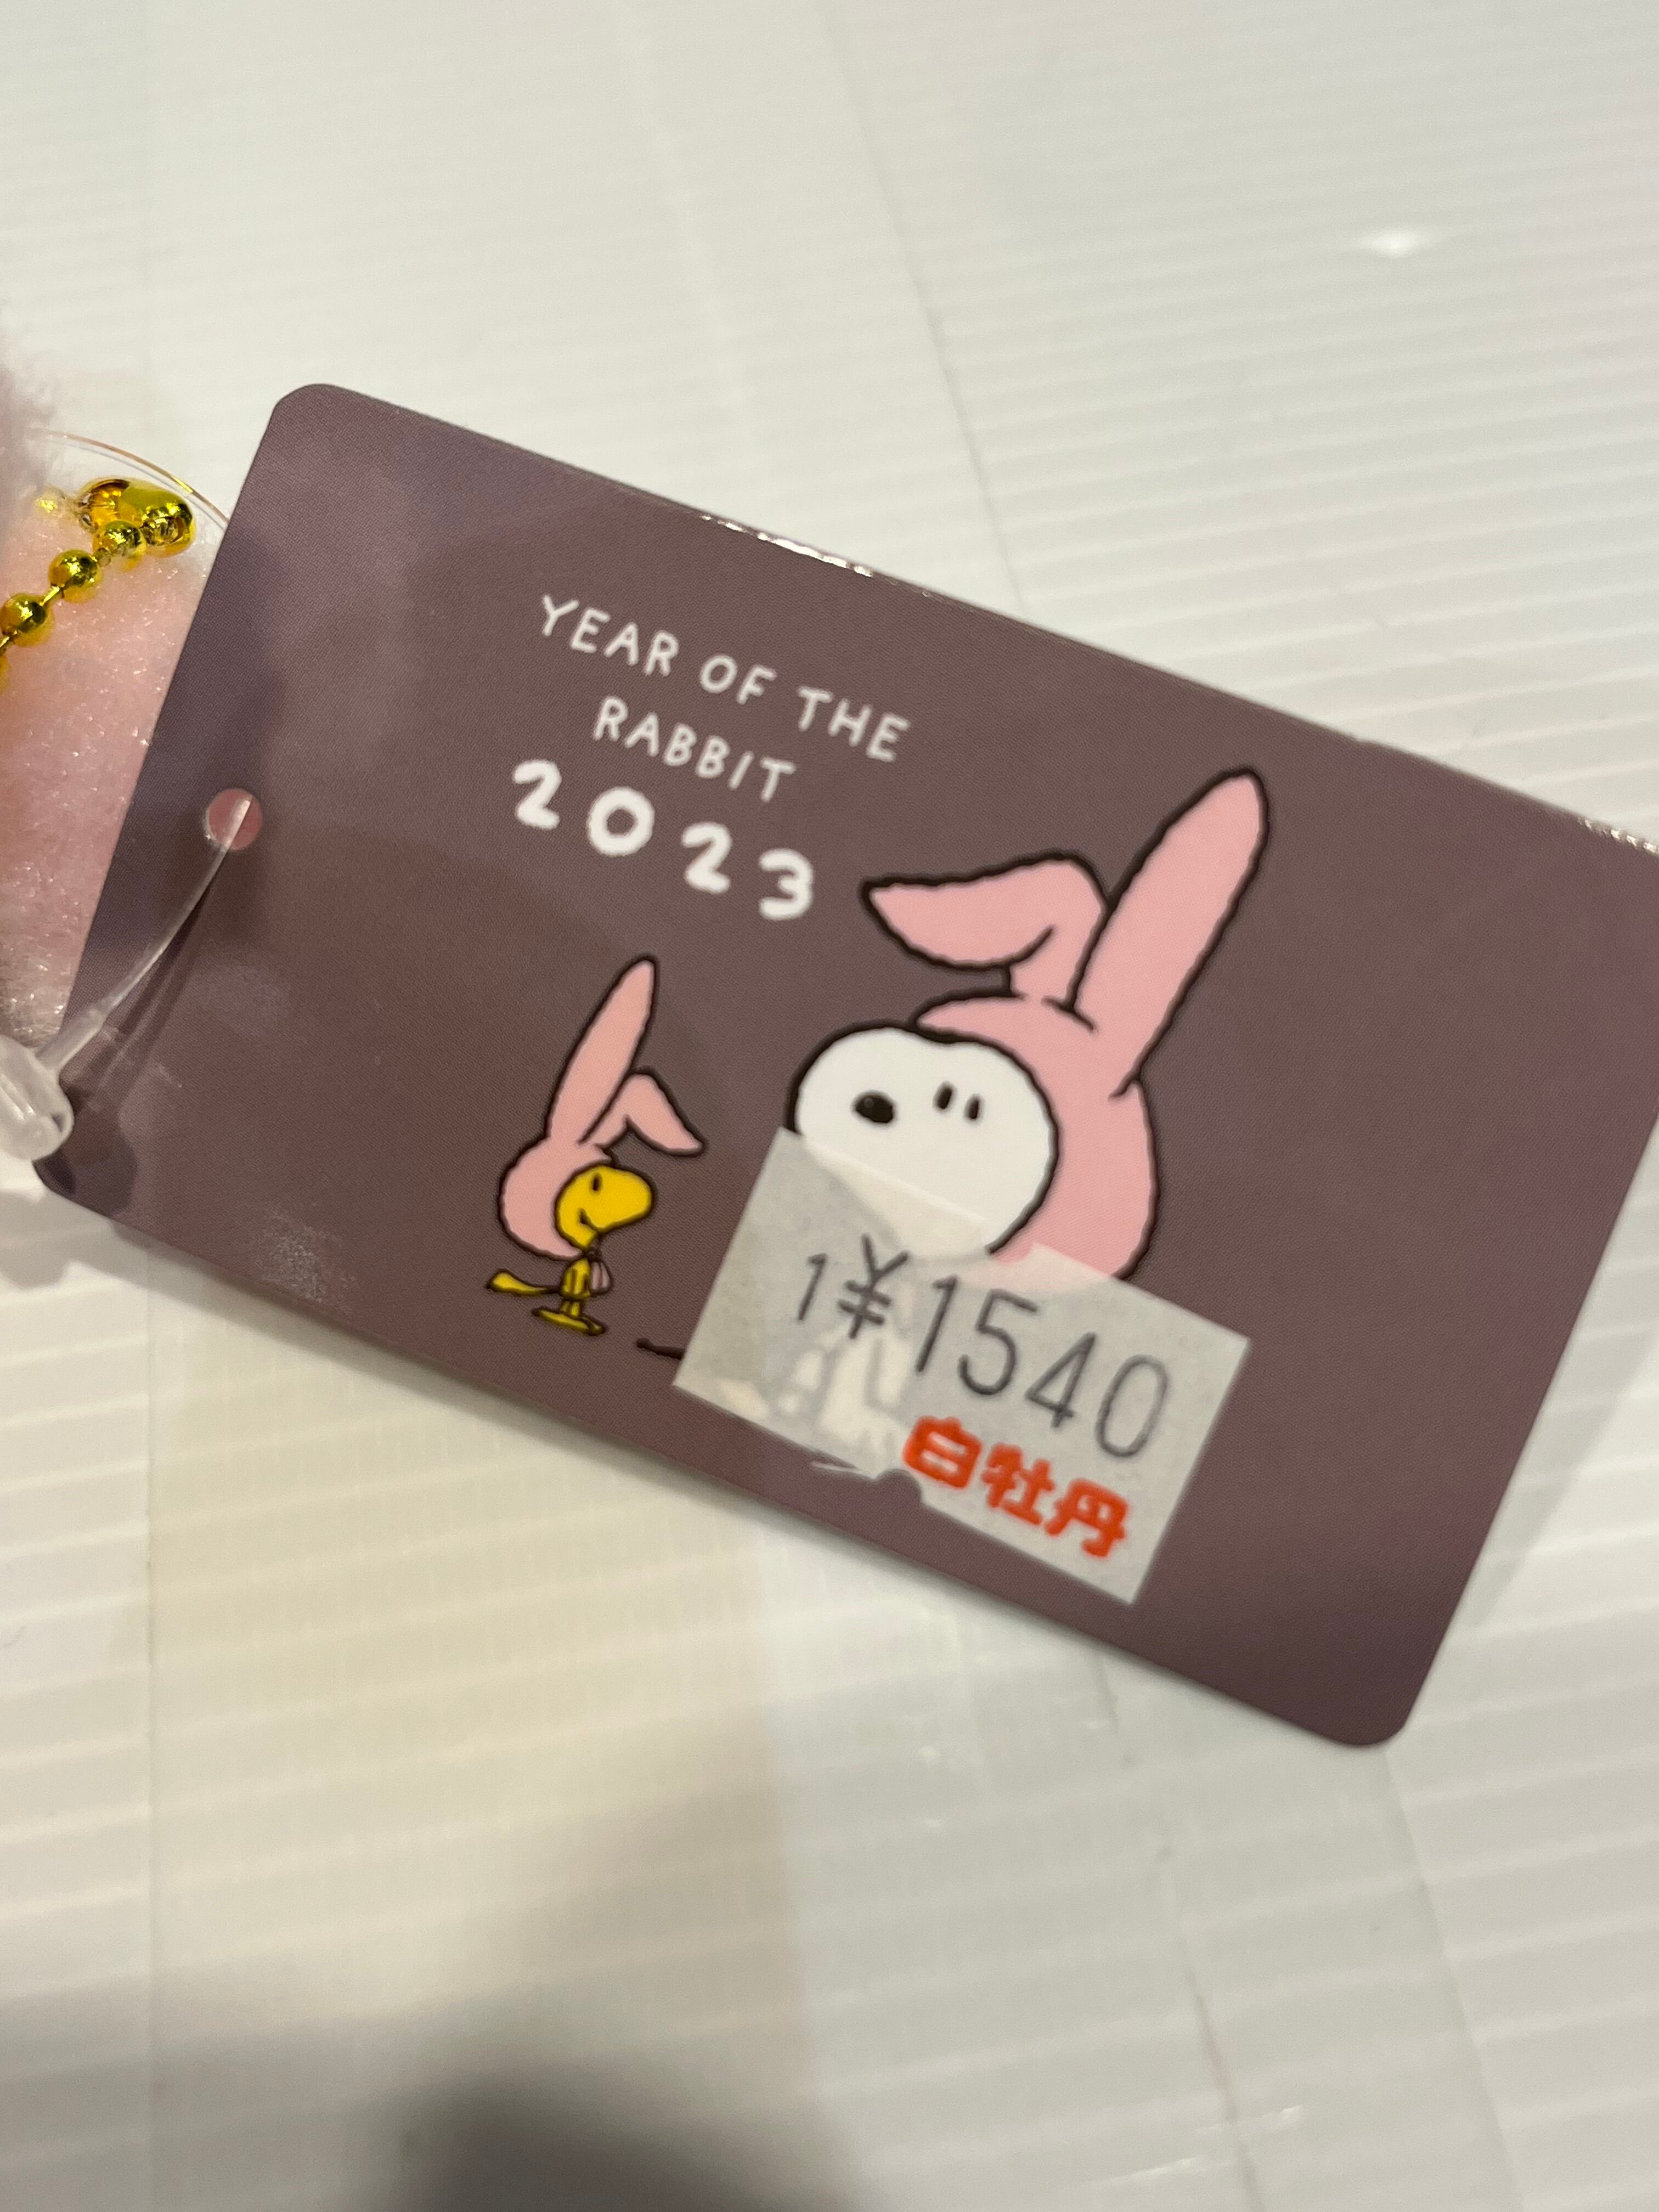 YEAR OF THE
RABBIT
2023
1¥1540
白牡丹